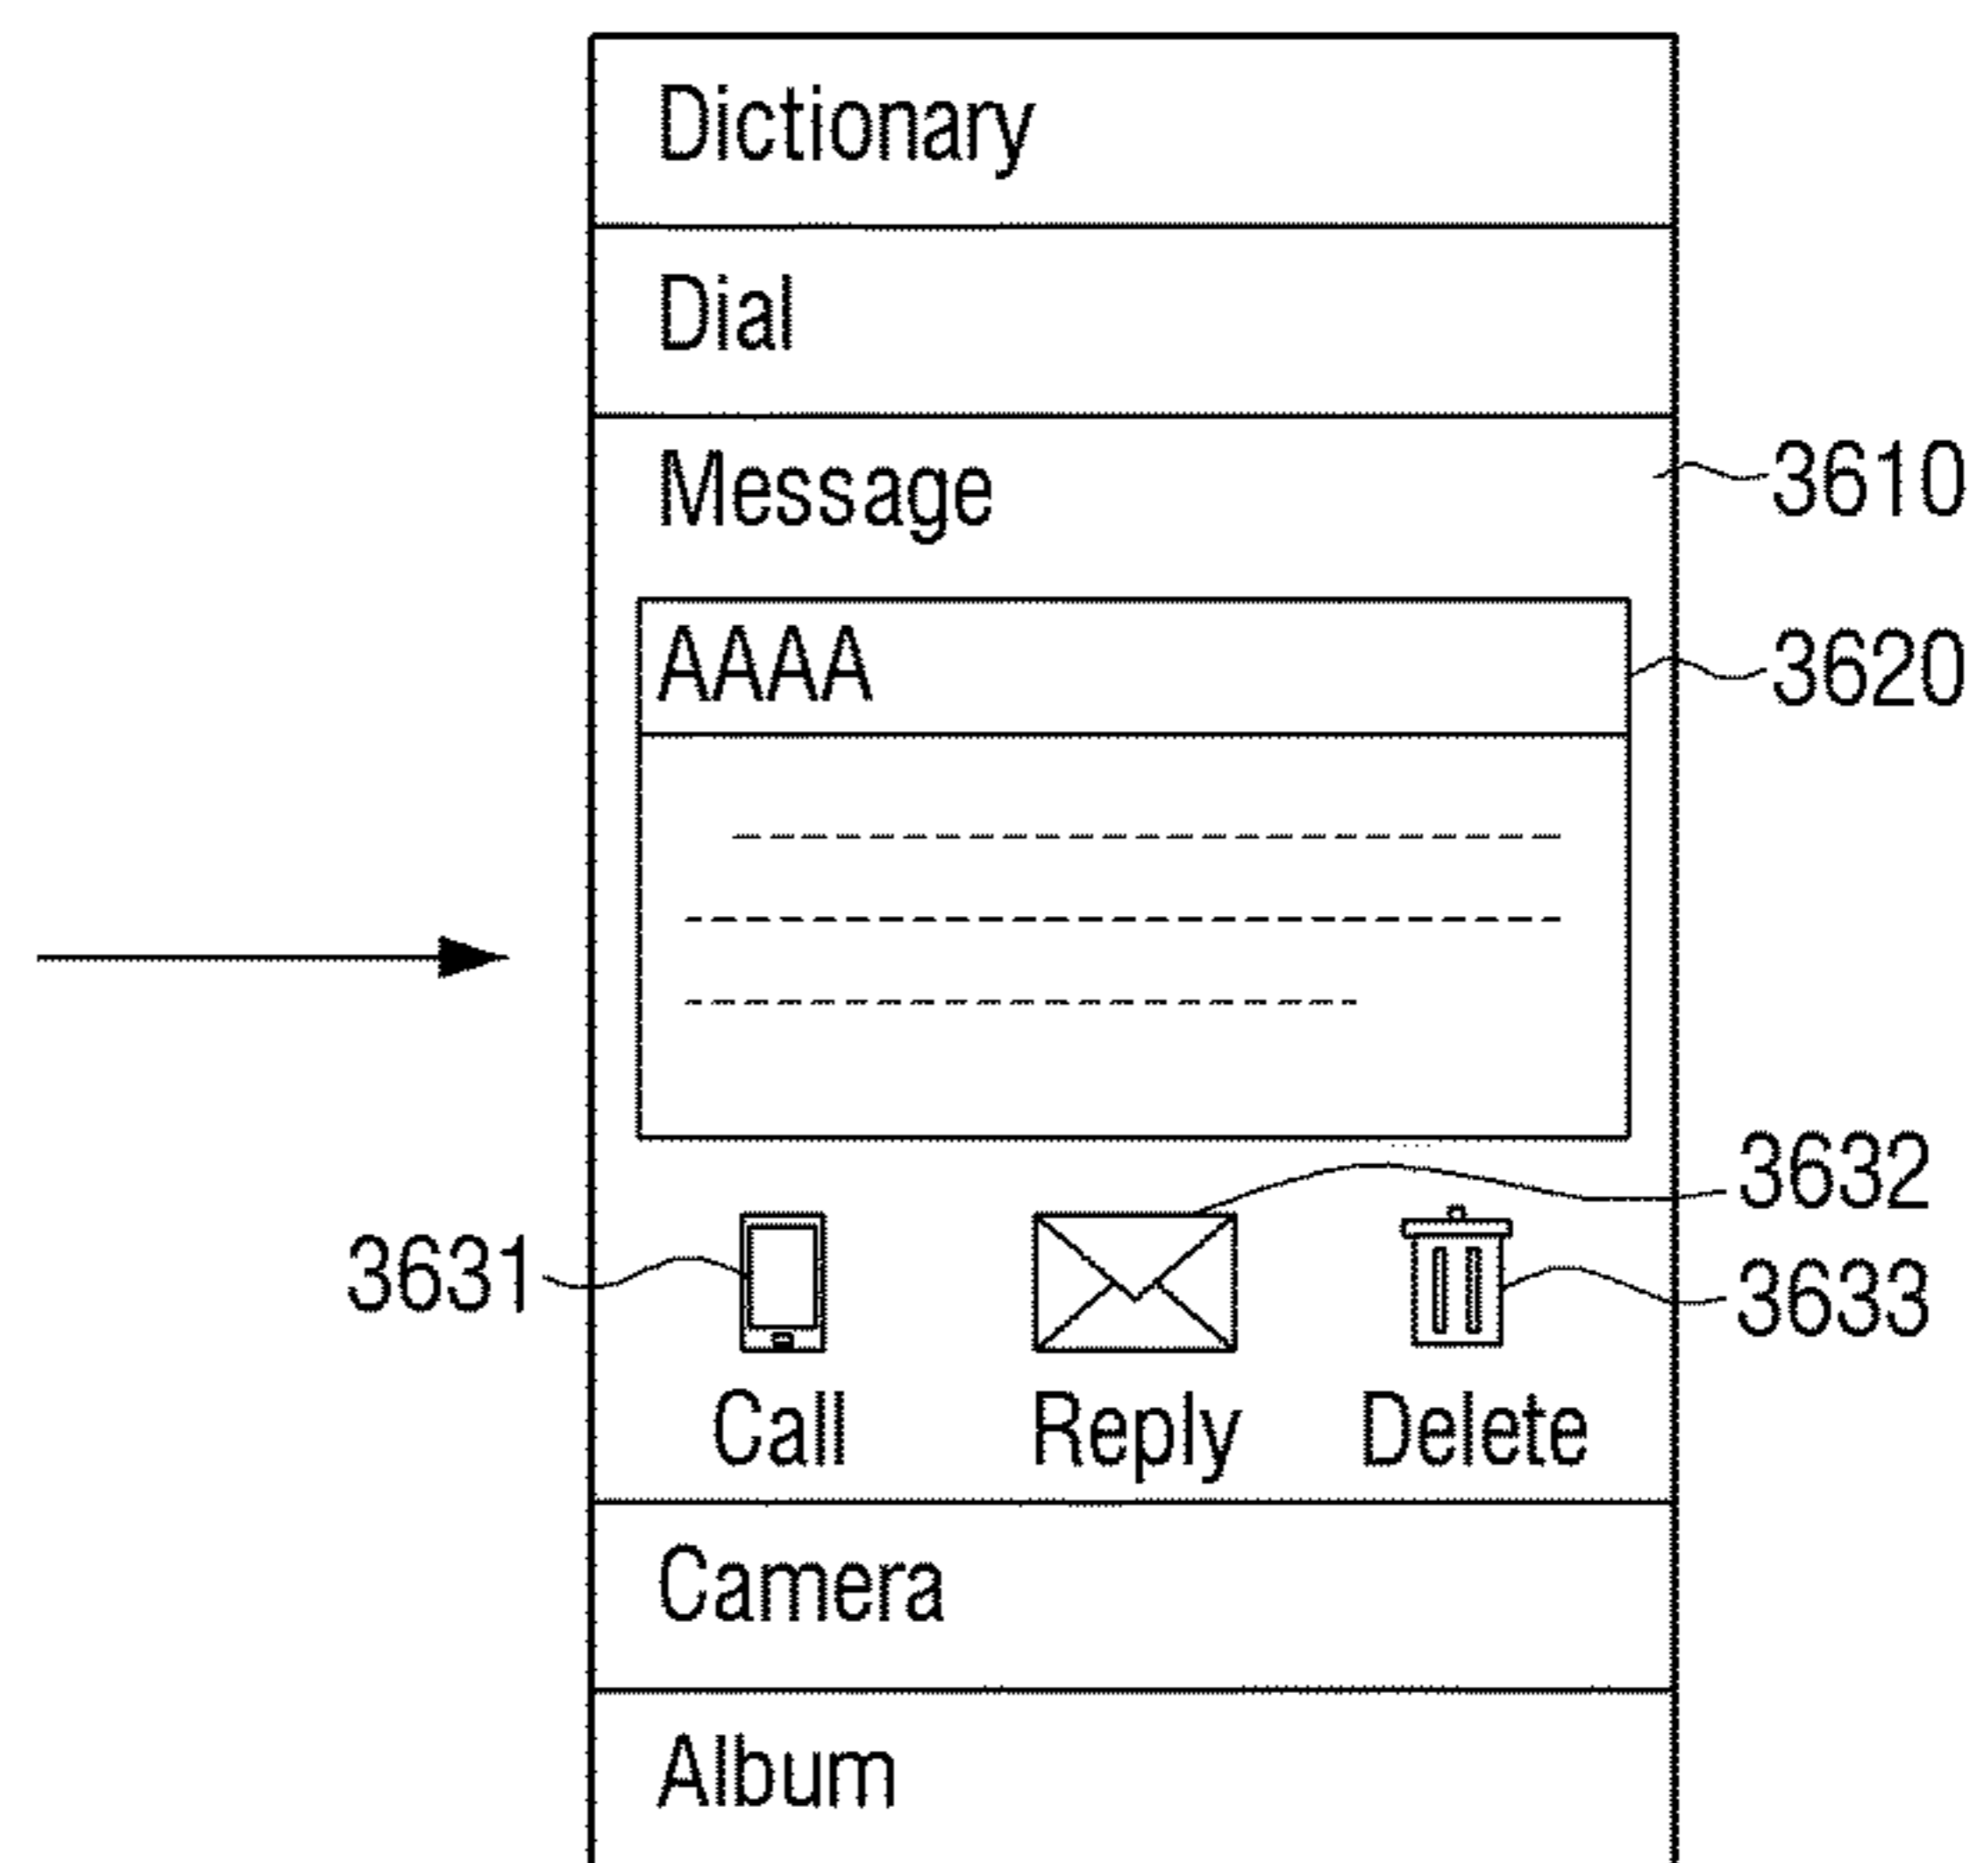 Dictionary
Dial
Message
3610
AAAA
3620
3632
3631
3633
Call Reply Delete
Camera
Album